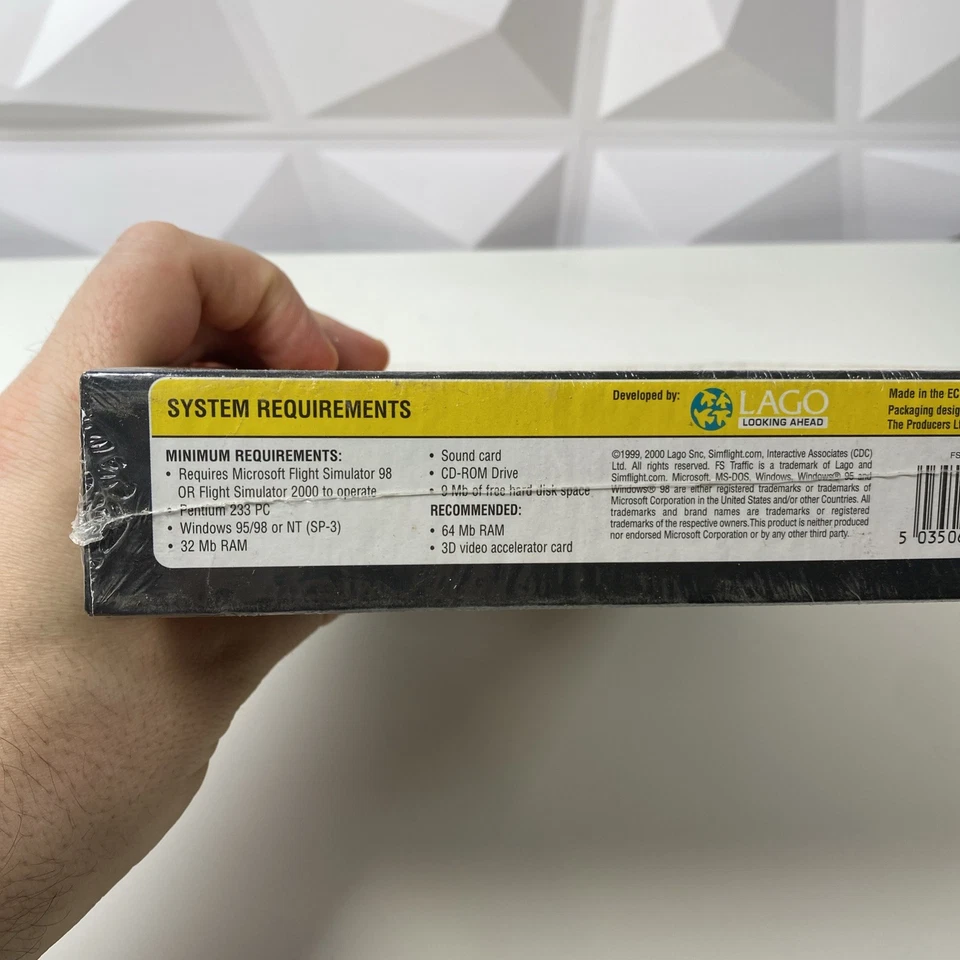 SYSTEM REQUIREMENTS
MINIMUM REQUIREMENTS:
• Requires Microsoft Flight Simulator 98
OR Flight Simulator 2000 to operate
• Pentium 233 PC
• Windows 95/98 or NT (SP-3)
• 32 Mb RAM
• Sound card
• CD-ROM Drive
• 9 Mb of free hard disk space
RECOMMENDED:
• 64 Mb RAM
• 3D video accelerator card
Developed by:
LAGO
LOOKING AHEAD
©1999, 2000 Lago Snc, Simflight.com, Interactive Associates (CDC)
Ltd. All rights reserved. FS Traffic is a trademark of Lago and
Simflight.com. Microsoft, MS-DOS, Windows, Windows® 95 and
Windows® 98 are either registered trademarks or trademarks of
Microsoft Corporation in the United States and/or other Countries. All
trademarks and brand names are trademarks or registered
trademarks of the respective owners.This product is neither produced
nor endorsed Microsoft Corporation or by any other third party.
Made in the EC
Packaging desig
The Producers L
FS
5 03506